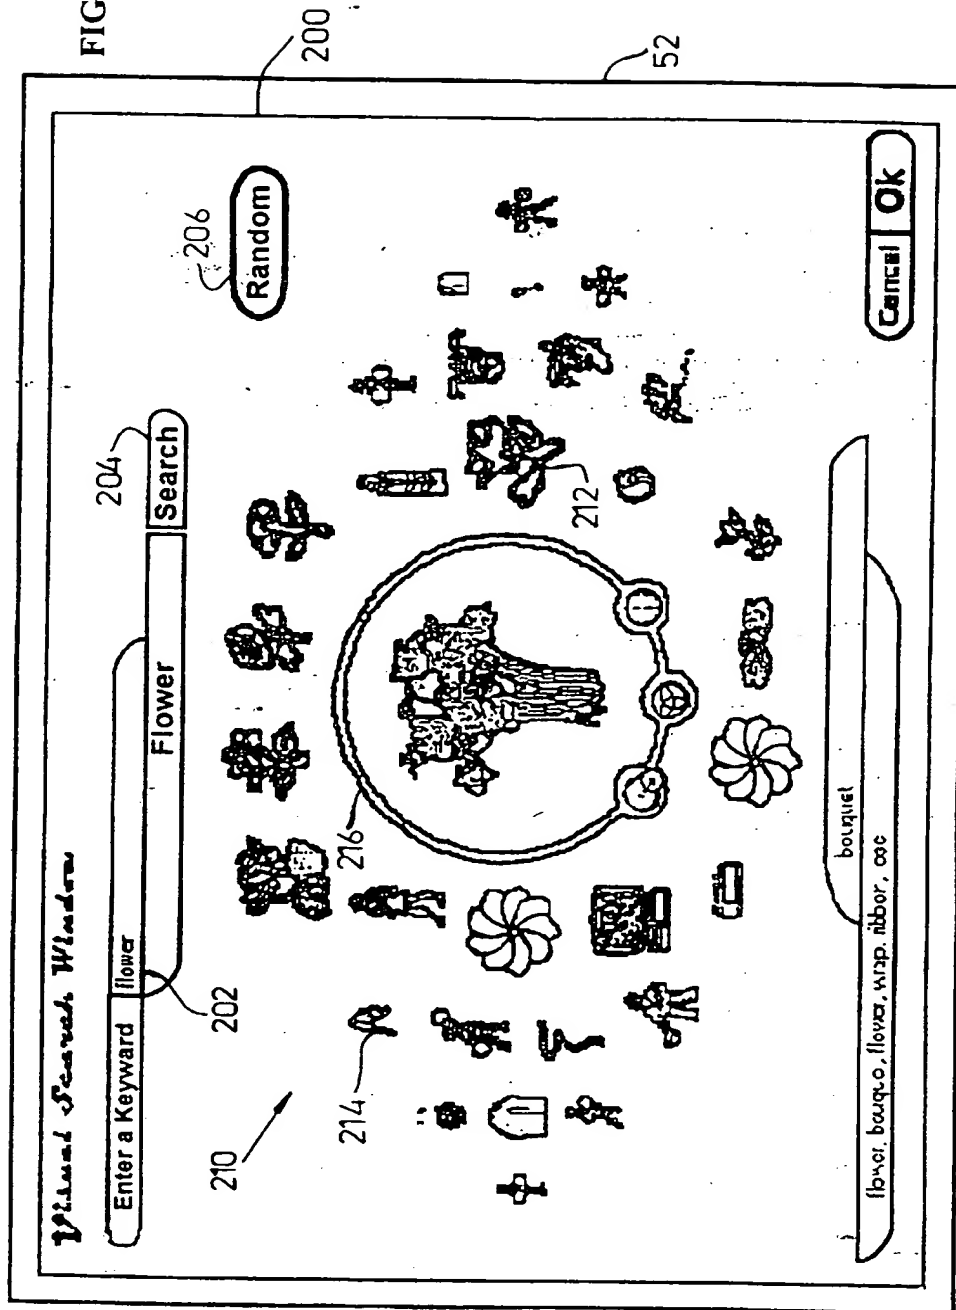 FIG
200
52
Visual Search Window
Enter a Keyward
flower
Search
204
Flower
202
206
Random
210
214
216
212
bouquet
Cancel
Ok